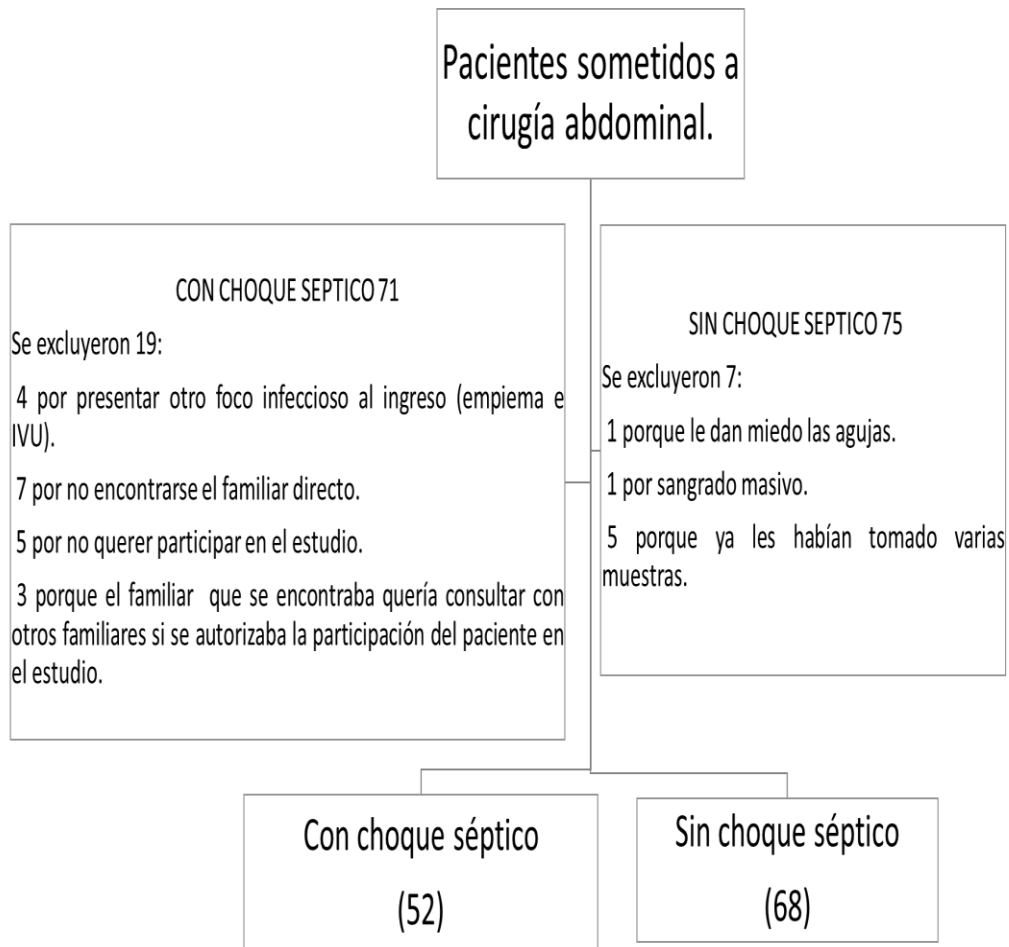 Pacientes sometidos a
cirugía abdominal.
CON CHOQUE SEPTICO 71
Se excluyeron 19:
4 por presentar otro foco infeccioso al ingreso (empiema e
IVU).
7 por no encontrarse el familiar directo.
5 por no querer participar en el estudio.
3 porque el familiar que se encontraba quería consultar con
otros familiares si se autorizaba la participación del paciente en
el estudio.
SIN CHOQUE SEPTICO 75
Se excluyeron 7:
1 porque le dan miedo las agujas.
1 por sangrado masivo.
5 porque ya les habían tomado varias
muestras.
Con choque séptico
(52)
Sin choque séptico
(68)